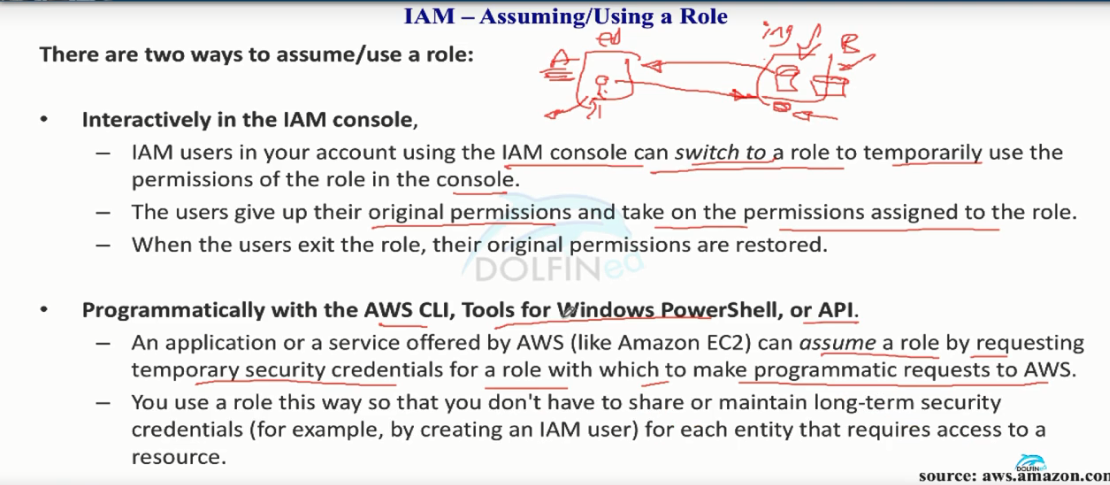 IAM – Assuming/Using a Role
ed
ing
A
B
There are two ways to assume/use a role:
• Interactively in the IAM console,
– IAM users in your account using the IAM console can switch to a role to temporarily use the
permissions of the role in the console.
– The users give up their original permissions and take on the permissions assigned to the role.
– When the users exit the role, their original permissions are restored.
DOLFINed
• Programmatically with the AWS CLI, Tools for Windows PowerShell, or API.
– An application or a service offered by AWS (like Amazon EC2) can assume a role by requesting
temporary security credentials for a role with which to make programmatic requests to AWS.
– You use a role this way so that you don't have to share or maintain long-term security
credentials (for example, by creating an IAM user) for each entity that requires access to a
resource.
DOLFIN
source: aws.amazon.com